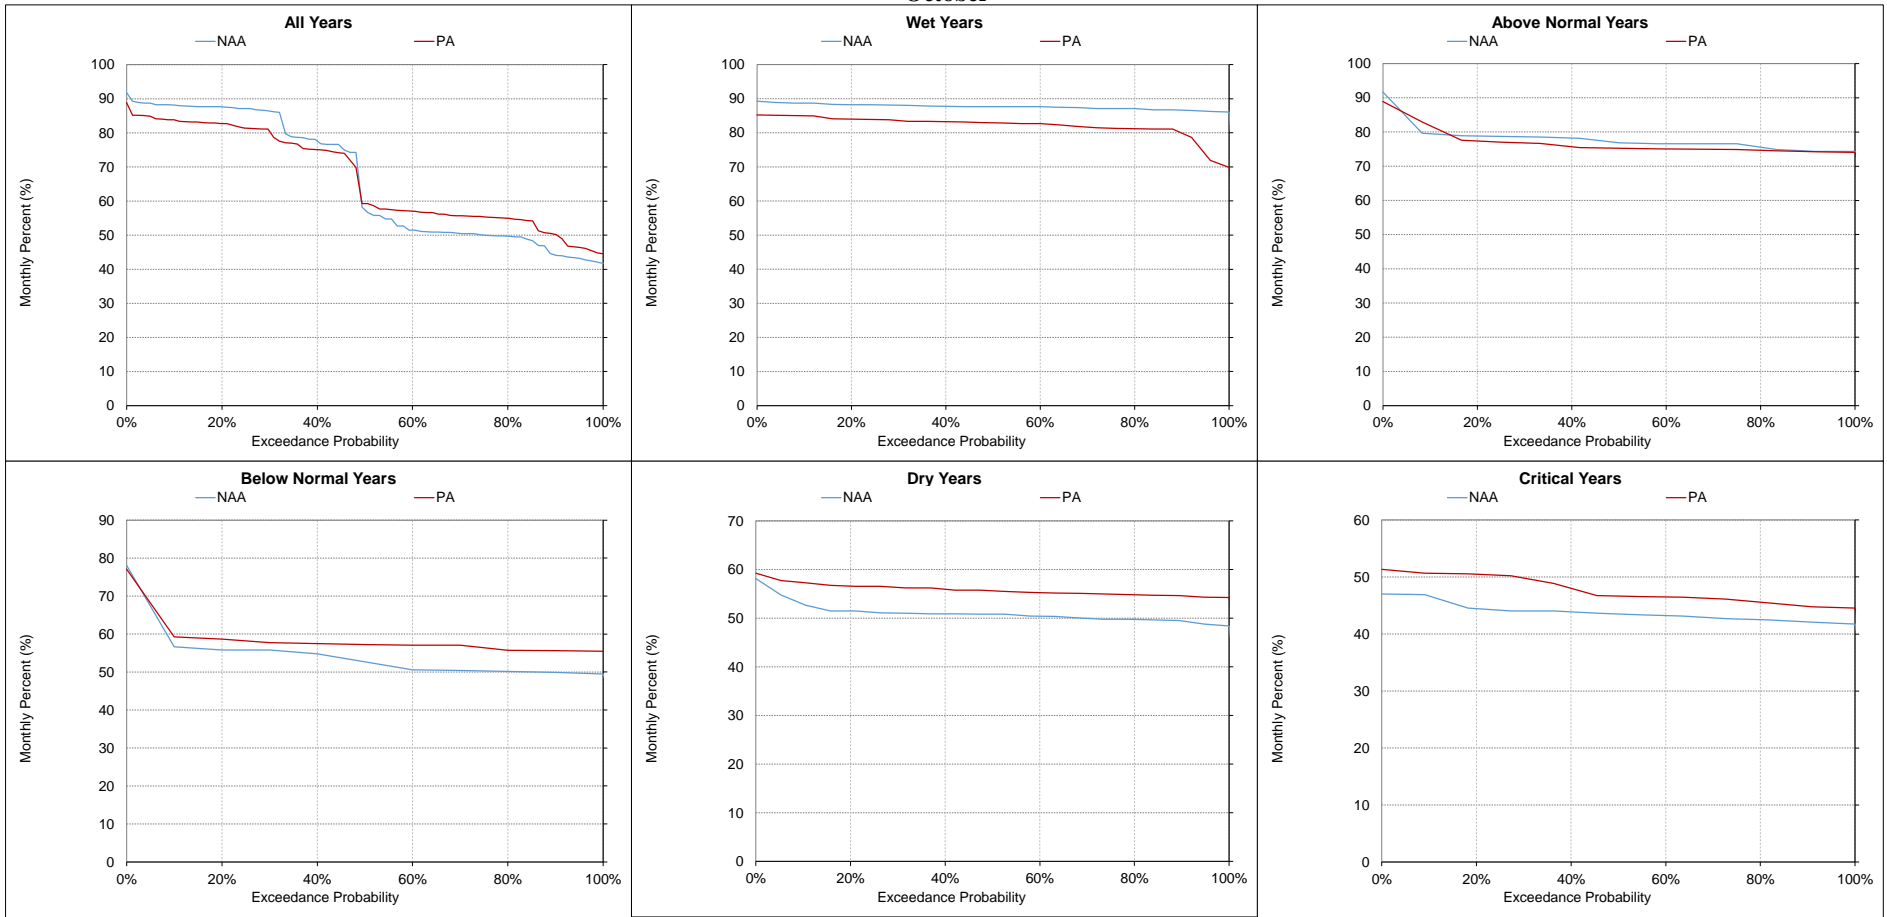 October
All Years
NAA PA
Monthly Percent (%)
100
90
80
70
60
50
40
30
20
10
0
0% 20% 40% 60% 80% 100%
Exceedance Probability
Wet Years
NAA PA
Monthly Percent (%)
100
90
80
70
60
50
40
30
20
10
0
0% 20% 40% 60% 80% 100%
Exceedance Probability
Above Normal Years
NAA PA
Monthly Percent (%)
100
90
80
70
60
50
40
30
20
10
0
0% 20% 40% 60% 80% 100%
Exceedance Probability
Below Normal Years
NAA PA
Monthly Percent (%)
90
80
70
60
50
40
30
20
10
0
0% 20% 40% 60% 80% 100%
Exceedance Probability
Dry Years
NAA PA
Monthly Percent (%)
70
60
50
40
30
20
10
0
0% 20% 40% 60% 80% 100%
Exceedance Probability
Critical Years
NAA PA
Monthly Percent (%)
60
50
40
30
20
10
0
0% 20% 40% 60% 80% 100%
Exceedance Probability